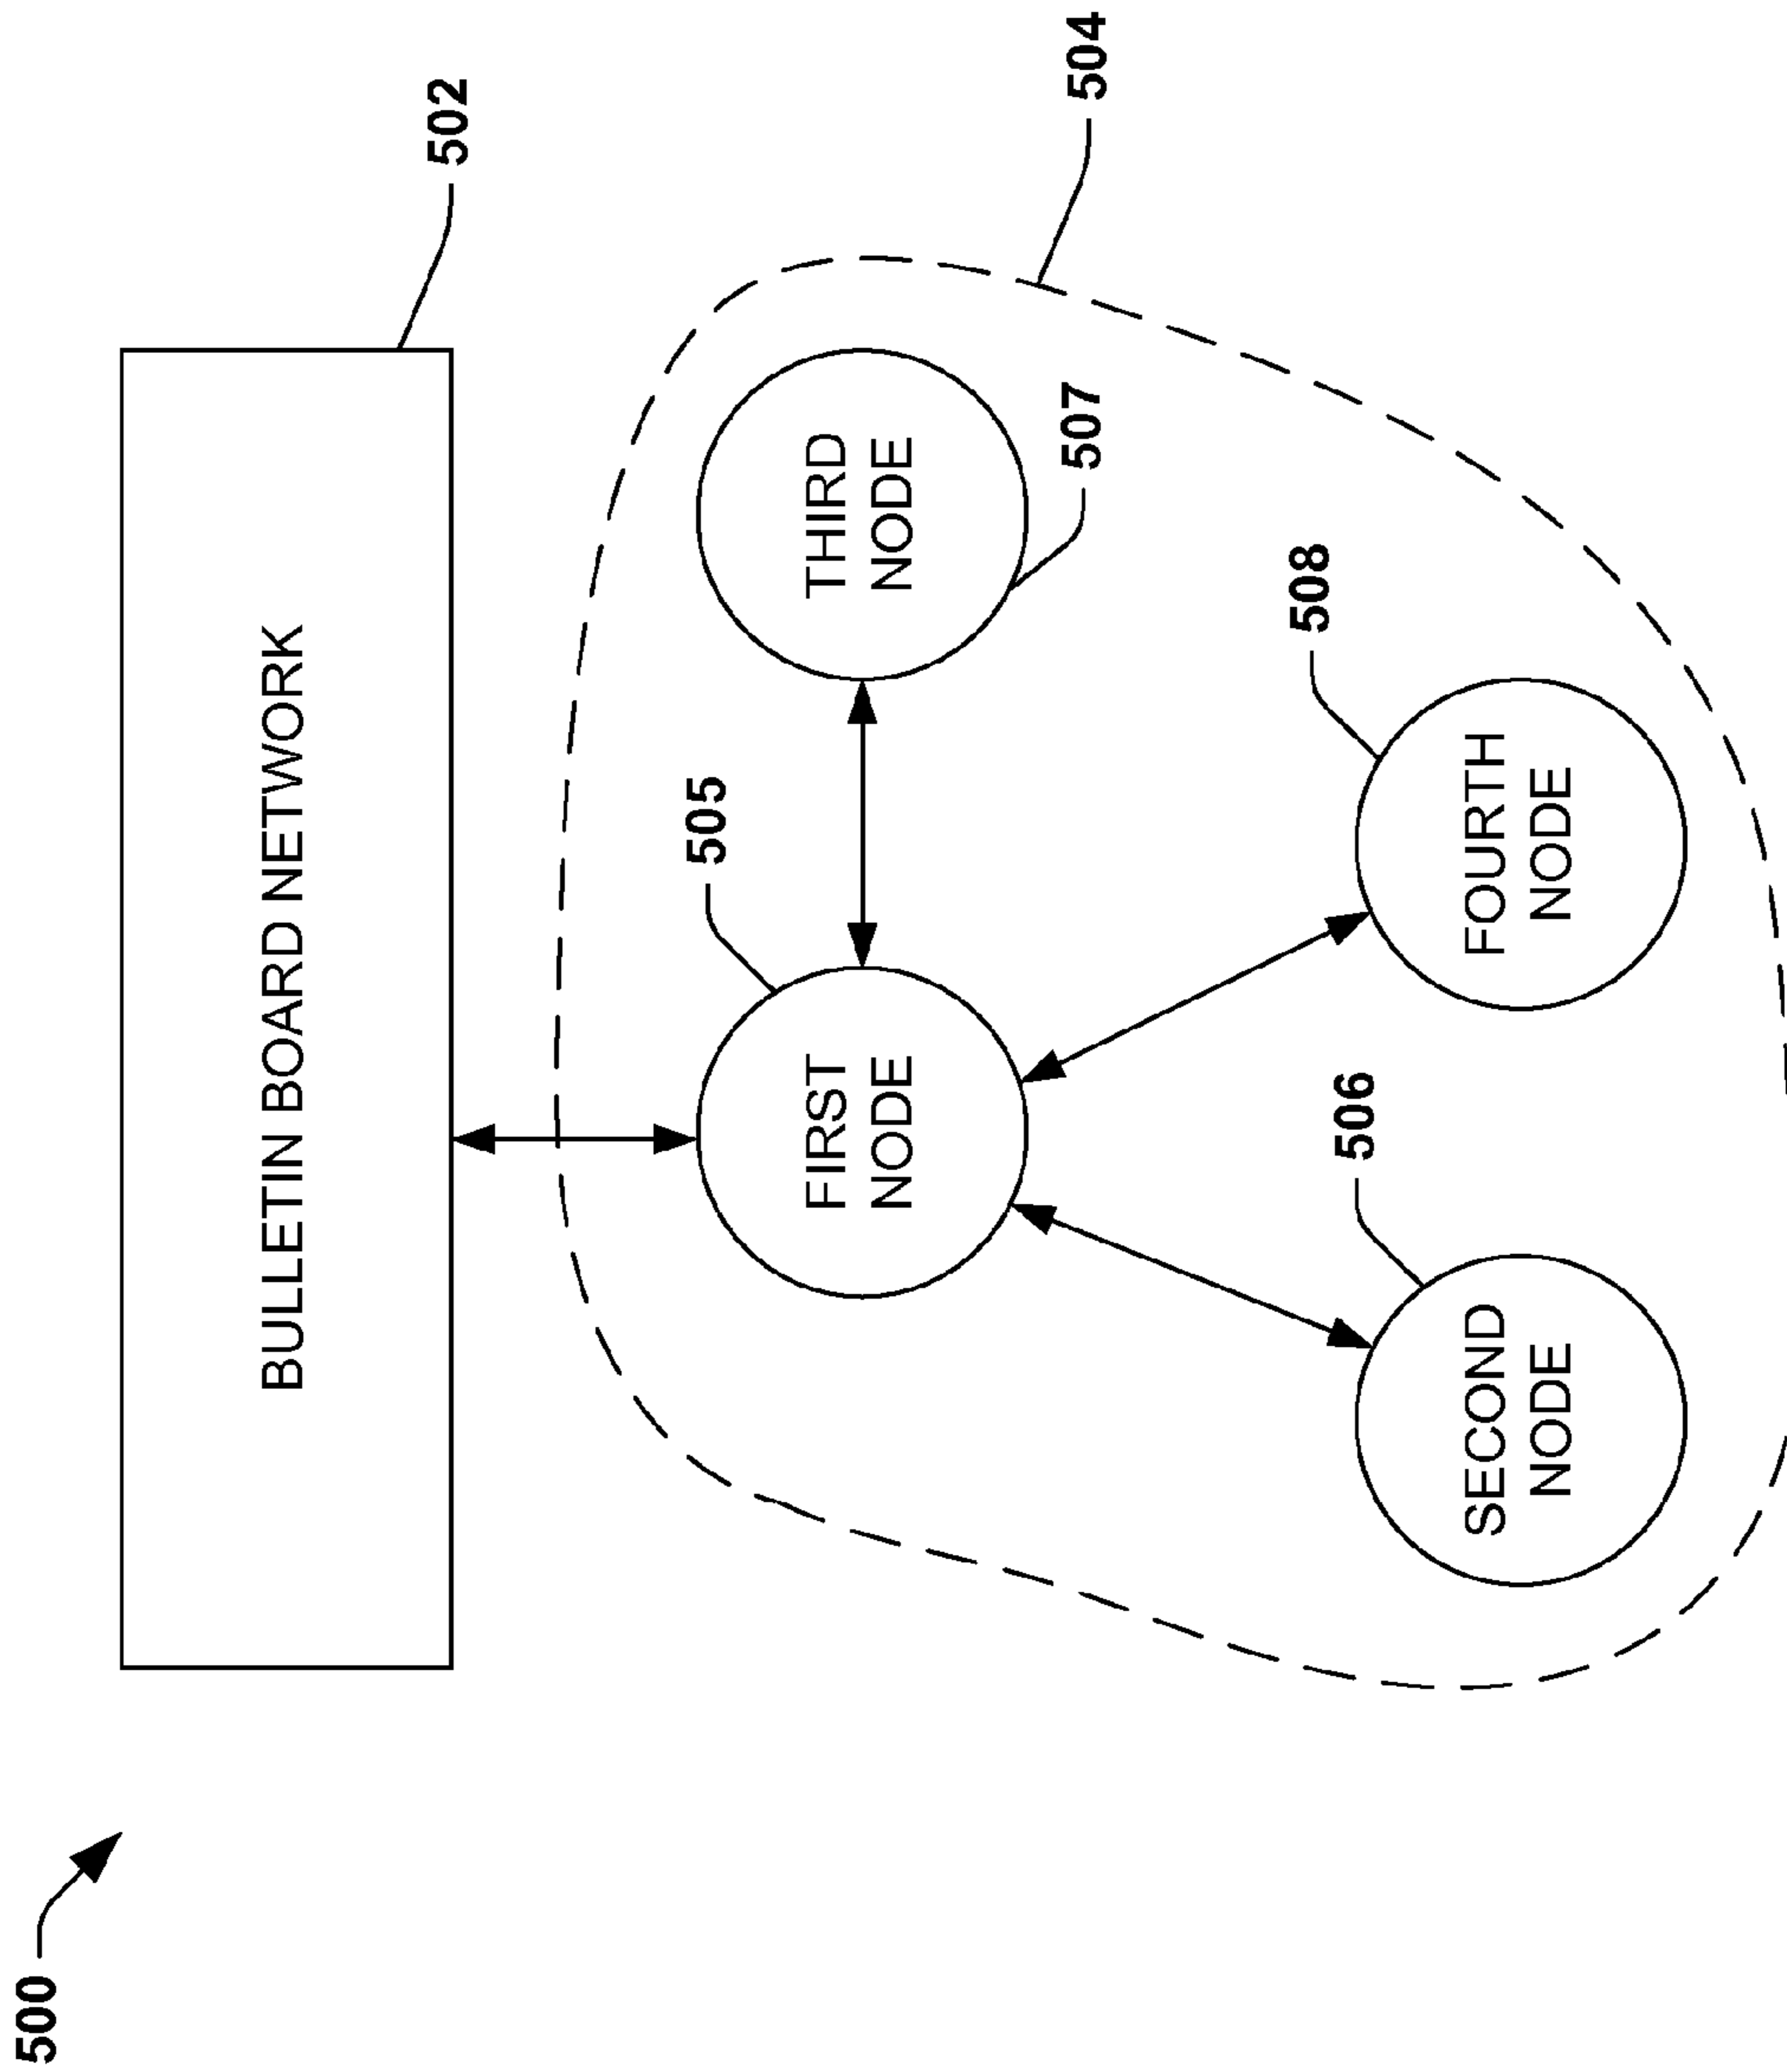 500
BULLETIN BOARD NETWORK
502
505
FIRST
NODE
THIRD
NODE
507
504
506
SECOND
NODE
508
FOURTH
NODE